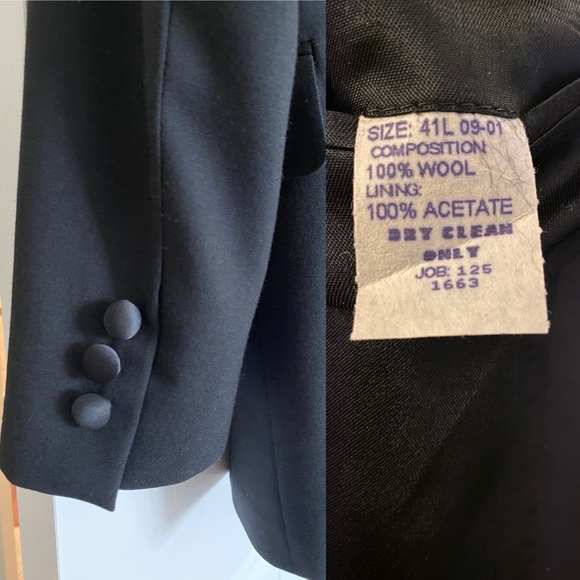 SIZE: 41L 09-01
COMPOSITION:
100% WOOL
LINING:
100% ACETATE
DRY CLEAN
ONLY
JOB: 125
1663